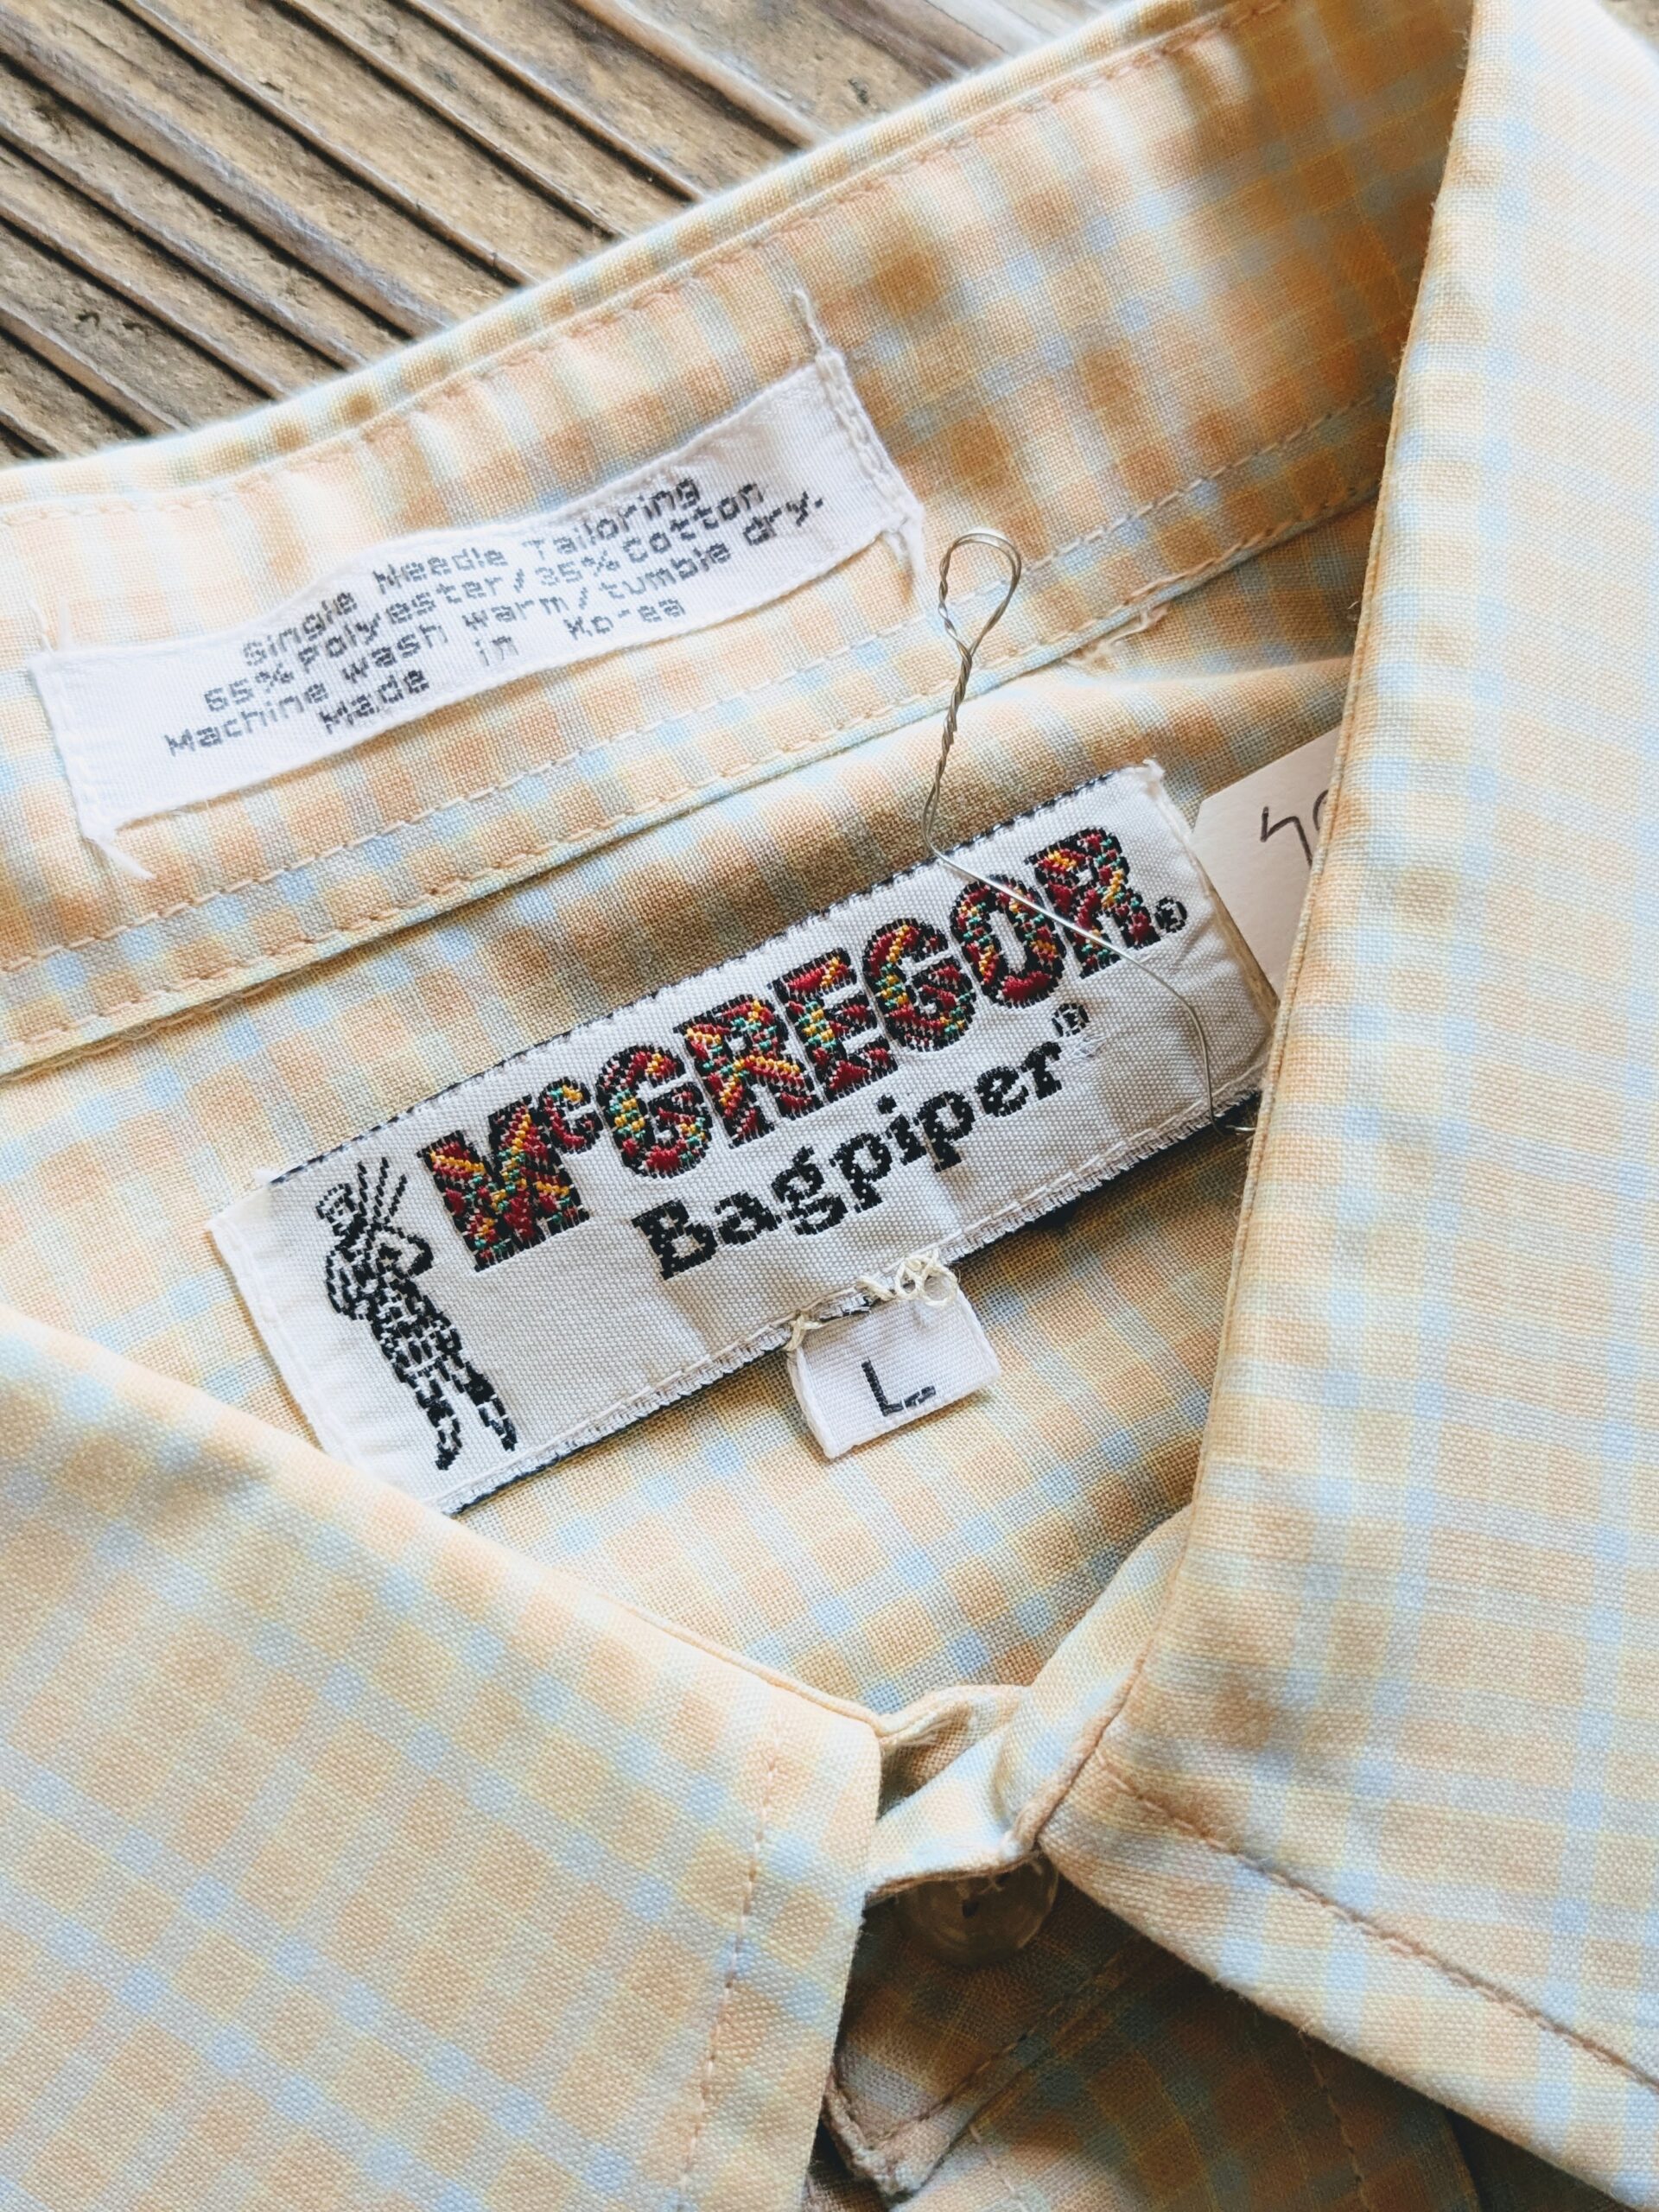 Single Needle Tailoring
65% Polyester/35% Cotton
Machine wash warm/tumble dry.
Made in Korea
McGREGOR®
Bagpiper®
L